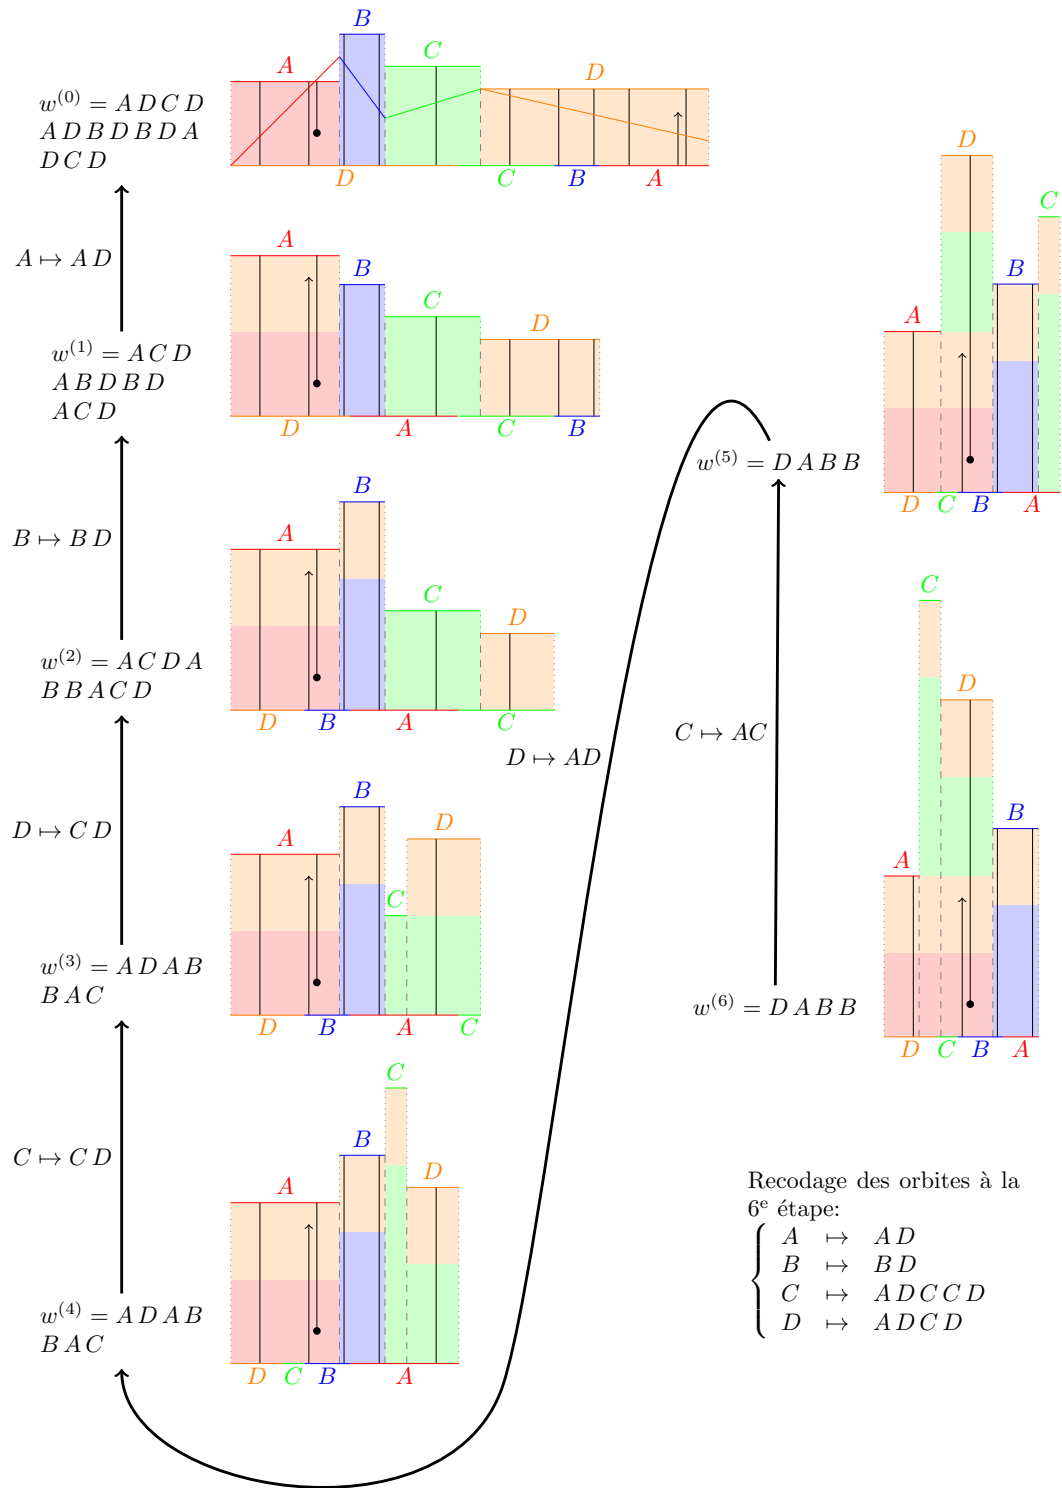 A B C D
w^{(0)} = A D C D
A D B D B D A
D C D
D C B A
A ↦ A D
A B C D
w^{(1)} = A C D
A B D B D
A C D
D A C B
B ↦ B D
A B C D
w^{(2)} = A C D A
B B A C D
D B A C
D ↦ C D
A B C D
w^{(3)} = A D A B
B A C
D B A C
C ↦ C D
A B C D
w^{(4)} = A D A B
B A C
D C B A
D ↦ AD
A D B C
w^{(5)} = D A B B
D C B A
C ↦ AC
A C D B
w^{(6)} = D A B B
D C B A
Recodage des orbites à la
6^e étape:
A ↦ A D
B ↦ B D
C ↦ A D C C D
D ↦ A D C D